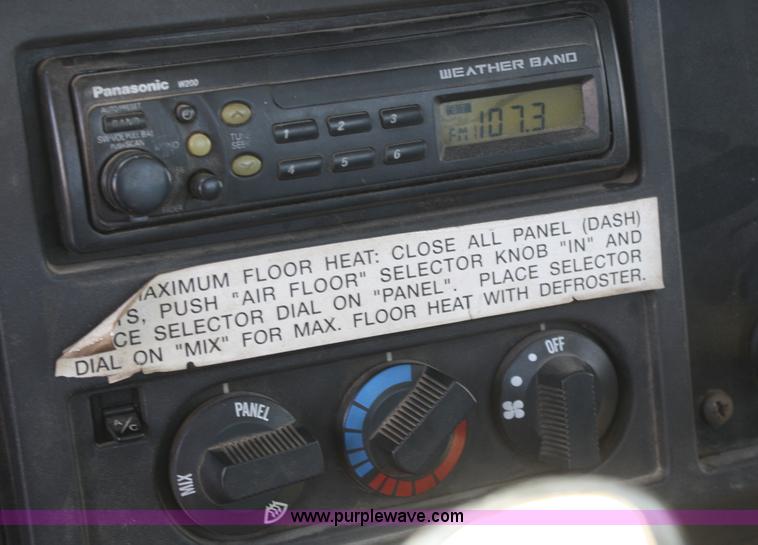 Panasonic W200
WEATHER BAND
AUTO PRESET
BAND
FM 107.3
1 2 3
4 5 6
MAXIMUM FLOOR HEAT: CLOSE ALL PANEL (DASH)
PUSH "AIR FLOOR" SELECTOR KNOB "IN" AND
SELECTOR DIAL ON "PANEL". PLACE SELECTOR
DIAL ON "MIX" FOR MAX. FLOOR HEAT WITH DEFROSTER.
A/C
PANEL
MIX
OFF
www.purplewave.com